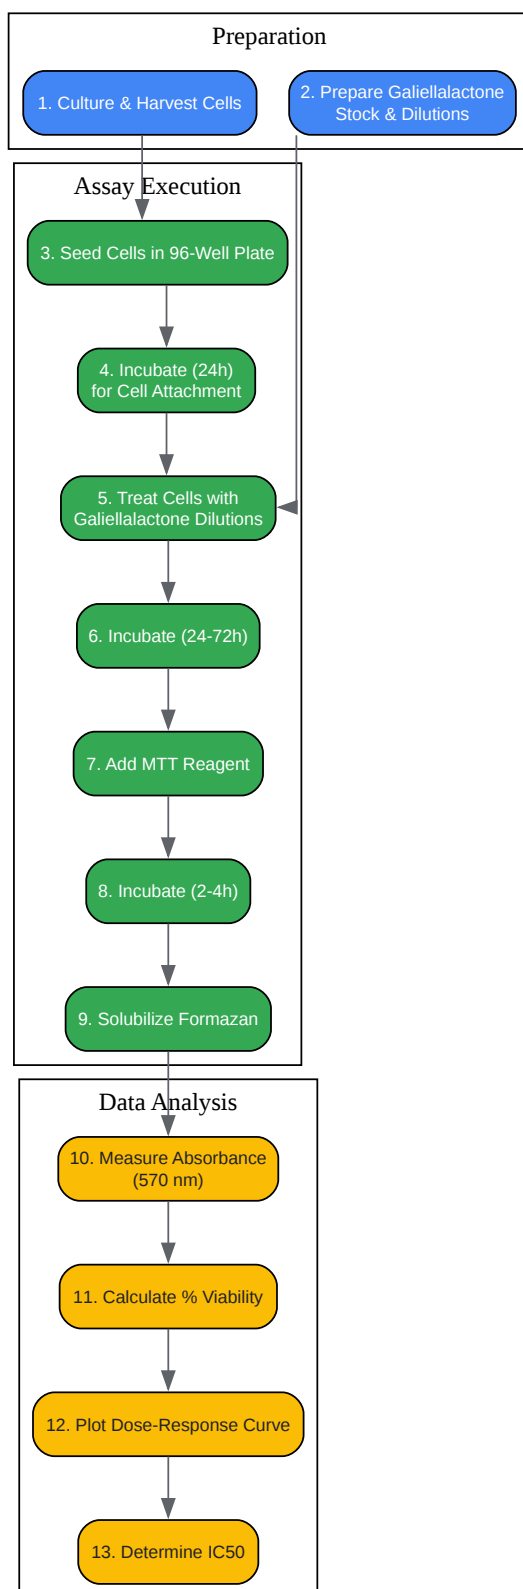 Preparation
1. Culture & Harvest Cells
2. Prepare Galiellalactone
Stock & Dilutions
Assay Execution
3. Seed Cells in 96-Well Plate
4. Incubate (24h)
for Cell Attachment
5. Treat Cells with
Galiellalactone Dilutions
6. Incubate (24-72h)
7. Add MTT Reagent
8. Incubate (2-4h)
9. Solubilize Formazan
Data Analysis
10. Measure Absorbance
(570 nm)
11. Calculate % Viability
12. Plot Dose-Response Curve
13. Determine IC50